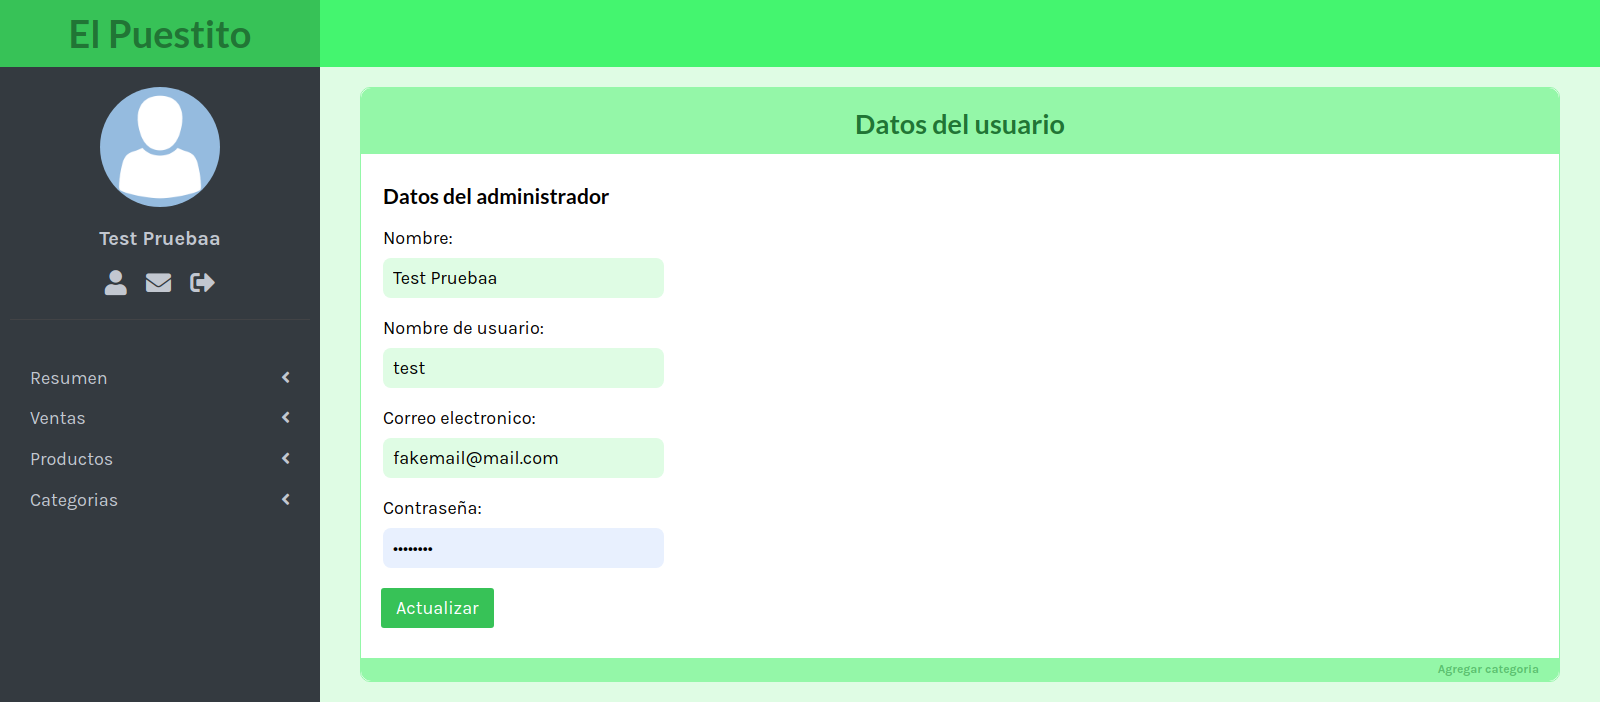 El Puestito
Test Pruebaa
Resumen
Ventas
Productos
Categorias
Datos del usuario
Datos del administrador
Nombre:
Test Pruebaa
Nombre de usuario:
test
Correo electronico:
fakemail@mail.com
Contraseña:
••••••••
Actualizar
Agregar categoria